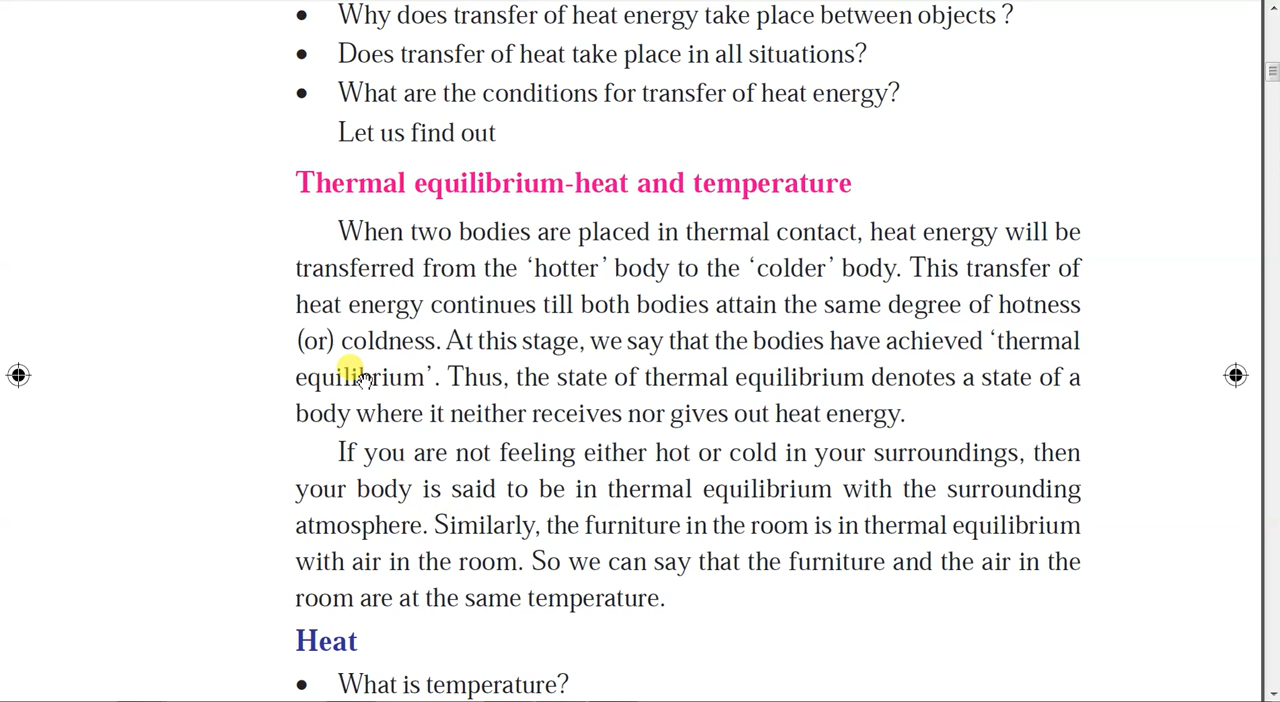 • Why does transfer of heat energy take place between objects ?
• Does transfer of heat take place in all situations?
• What are the conditions for transfer of heat energy?
Let us find out
Thermal equilibrium-heat and temperature
When two bodies are placed in thermal contact, heat energy will be
transferred from the ‘hotter’ body to the ‘colder’ body. This transfer of
heat energy continues till both bodies attain the same degree of hotness
(or) coldness. At this stage, we say that the bodies have achieved ‘thermal
equilibrium’. Thus, the state of thermal equilibrium denotes a state of a
body where it neither receives nor gives out heat energy.
If you are not feeling either hot or cold in your surroundings, then
your body is said to be in thermal equilibrium with the surrounding
atmosphere. Similarly, the furniture in the room is in thermal equilibrium
with air in the room. So we can say that the furniture and the air in the
room are at the same temperature.
Heat
• What is temperature?